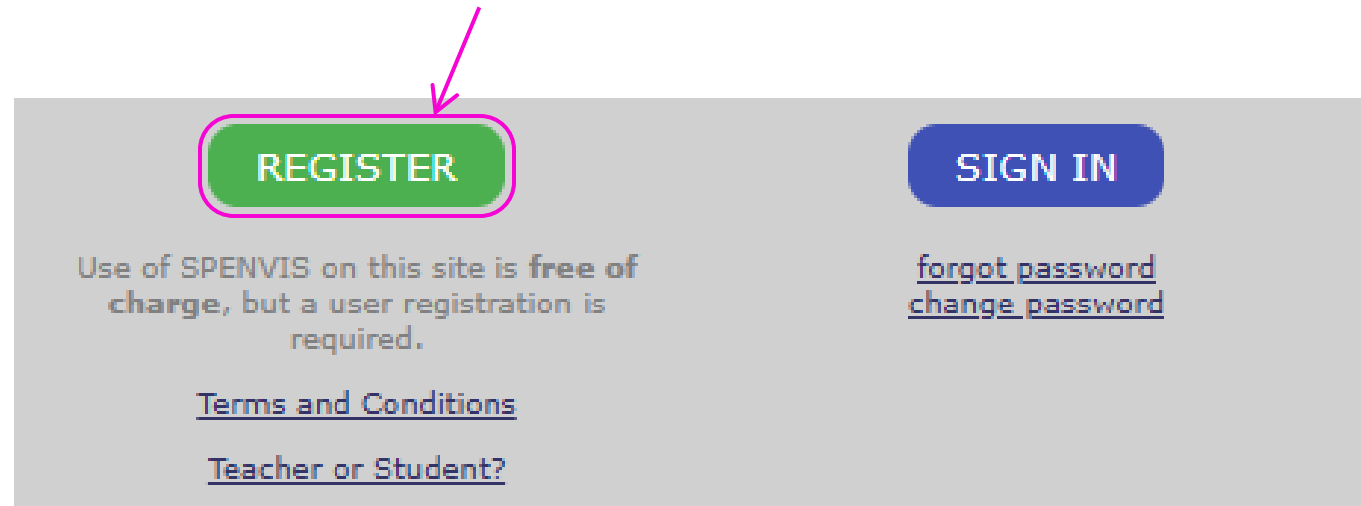 REGISTER
SIGN IN
Use of SPENVIS on this site is free of
charge, but a user registration is
required.
forgot password
change password
Terms and Conditions
Teacher or Student?